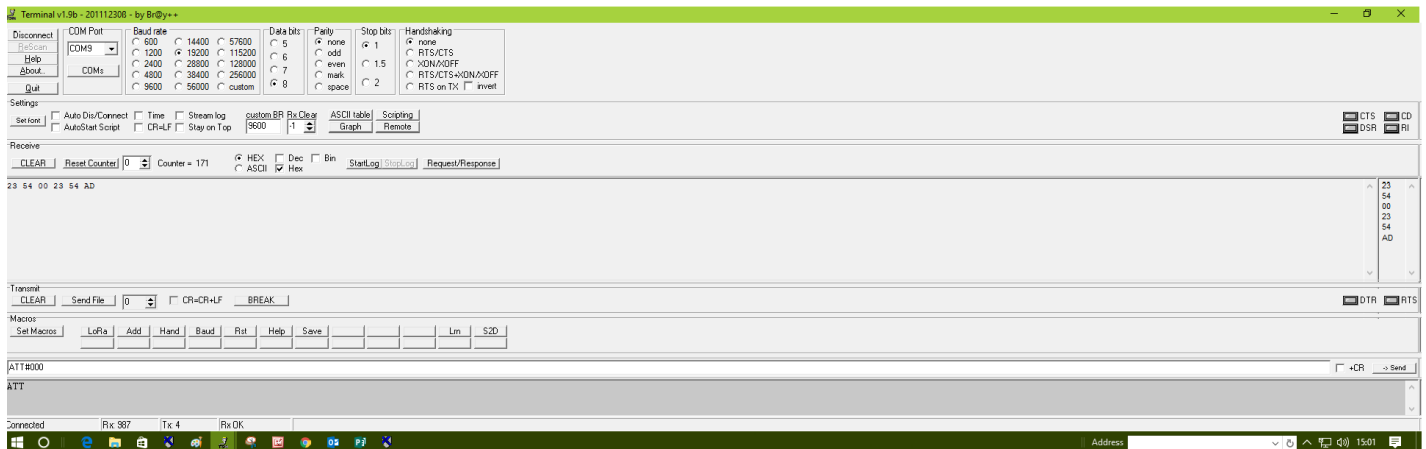 Terminal v1.9b - 201112308 - by Br@y++
Disconnect
ReScan
Help
About..
Quit
COM Port
COM9
COMs
Baud rate
600 14400 57600
1200 19200 115200
2400 28800 128000
4800 38400 256000
9600 56000 custom
Data bits
5
6
7
8
Parity
none
odd
even
mark
space
Stop bits
1
1.5
2
Handshaking
none
RTS/CTS
XON/XOFF
RTS/CTS+XON/XOFF
RTS on TX invert
Settings
Set font
Auto Dis/Connect Time Stream log
AutoStart Script CR=LF Stay on Top
custom BR Rx Clear
9600 -1
ASCII table Scripting
Graph Remote
CTS CD
DSR RI
Receive
CLEAR Reset Counter 0 Counter = 171
HEX Dec Bin
ASCII Hex
StartLog StopLog Request/Response
23 54 00 23 54 AD
23
54
00
23
54
AD
Transmit
CLEAR Send File 0 CR=CR+LF BREAK
DTR RTS
Macros
Set Macros LoRa Add Hand Baud Rst Help Save Lrn S2D
ATT#000
+CR -> Send
ATT
Connected Rx: 987 Tx: 4 Rx OK
Address 15:01